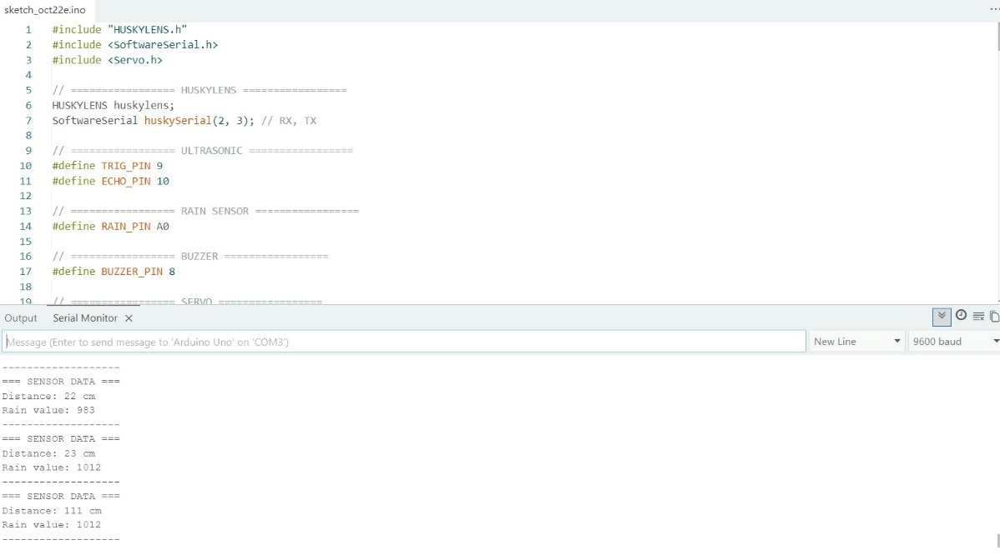 sketch_oct22e.ino
1 #include "HUSKYLENS.h"
2 #include <SoftwareSerial.h>
3 #include <Servo.h>
4
5 // ================= HUSKYLENS =================
6 HUSKYLENS huskylens;
7 SoftwareSerial huskySerial(2, 3); // RX, TX
8
9 // ================= ULTRASONIC =================
10 #define TRIG_PIN 9
11 #define ECHO_PIN 10
12
13 // ================= RAIN SENSOR =================
14 #define RAIN_PIN A0
15
16 // ================= BUZZER =================
17 #define BUZZER_PIN 8
18
19 // ================= SERVO =================
Output Serial Monitor
Message (Enter to send message to 'Arduino Uno' on 'COM3') New Line 9600 baud
-------------------
=== SENSOR DATA ===
Distance: 22 cm
Rain value: 983
-------------------
=== SENSOR DATA ===
Distance: 23 cm
Rain value: 1012
-------------------
=== SENSOR DATA ===
Distance: 111 cm
Rain value: 1012
-------------------